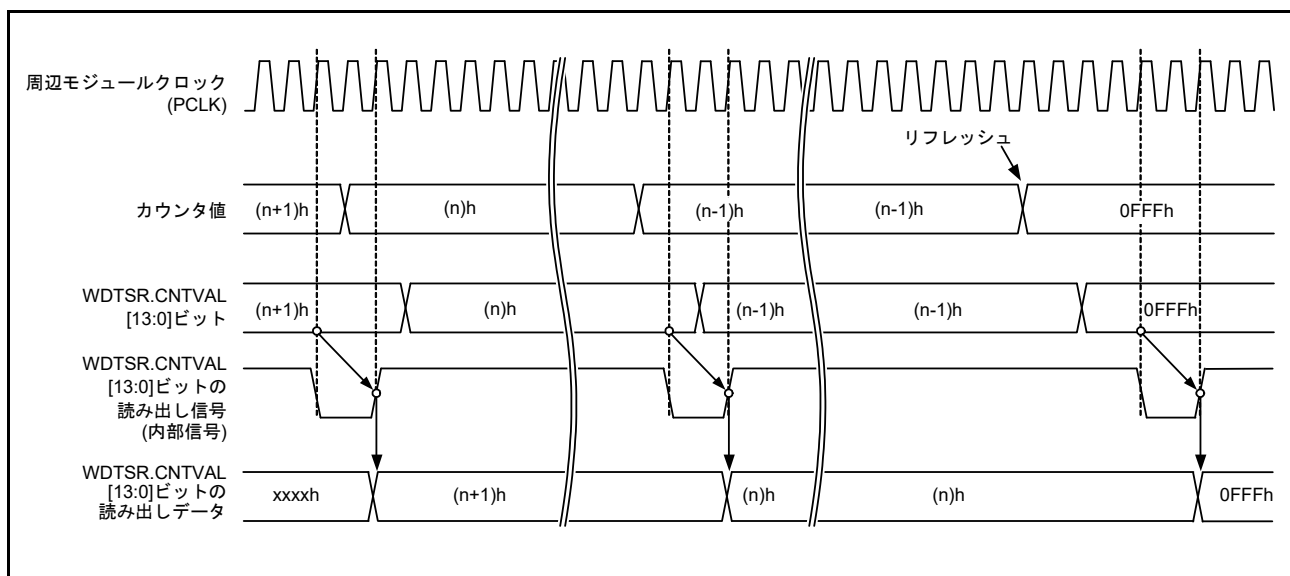 周辺モジュールクロック
(PCLK)
リフレッシュ
カウンタ値
(n+1)h
(n)h
(n-1)h
(n-1)h
0FFFh
WDTSR.CNTVAL
[13:0]ビット
(n+1)h
(n)h
(n-1)h
(n-1)h
0FFFh
WDTSR.CNTVAL
[13:0]ビットの
読み出し信号
(内部信号)
WDTSR.CNTVAL
[13:0]ビットの
読み出しデータ
xxxxh
(n+1)h
(n)h
(n)h
0FFFh